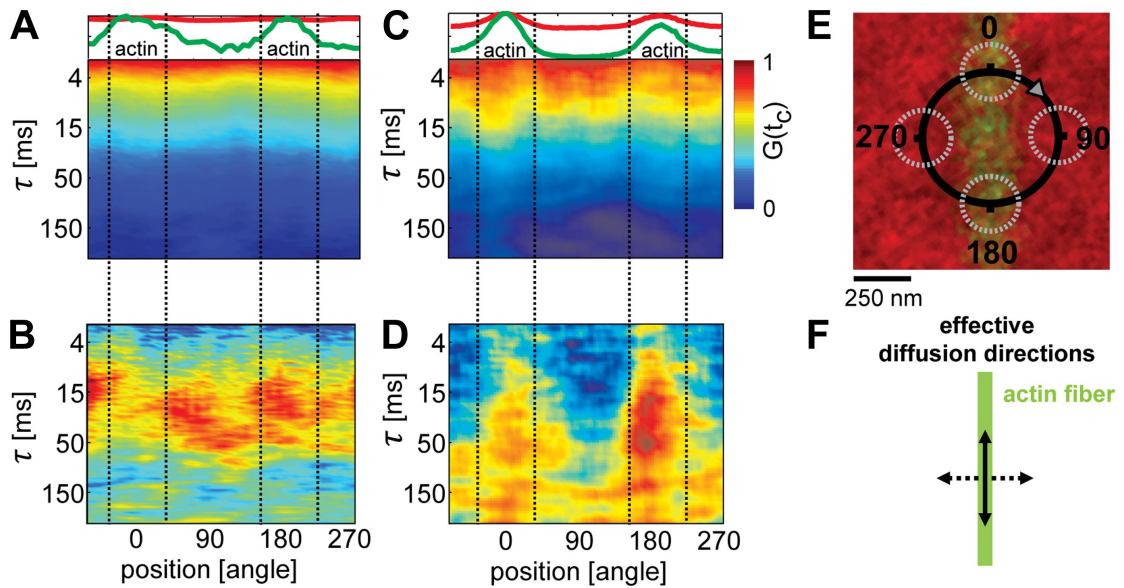 A
actin
actin
4
15
50
150
τ [ms]
C
actin
actin
4
15
50
150
τ [ms]
1
0
G(tc)
E
0
90
180
270
250 nm
B
4
15
50
150
τ [ms]
0 90 180 270
position [angle]
D
4
15
50
150
τ [ms]
0 90 180 270
position [angle]
F
effective
diffusion directions
actin fiber